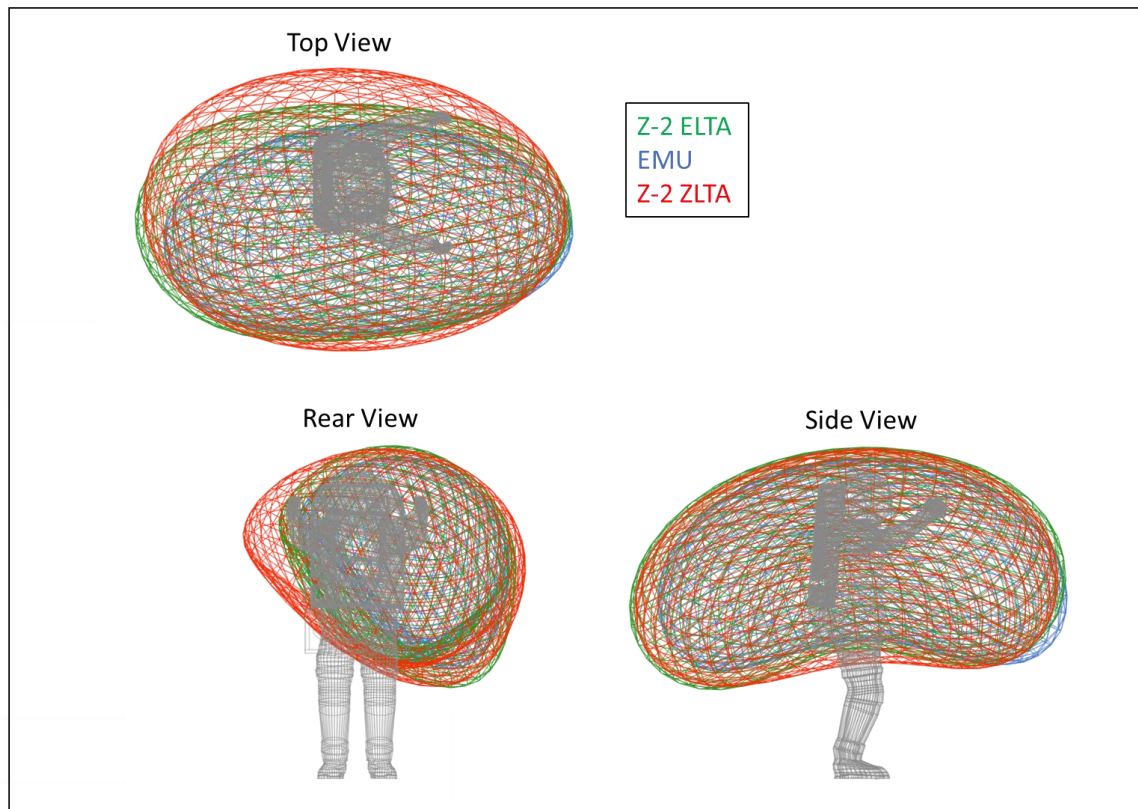 Top View
Z-2 ELTA
EMU
Z-2 ZLTA
Rear View
Side View